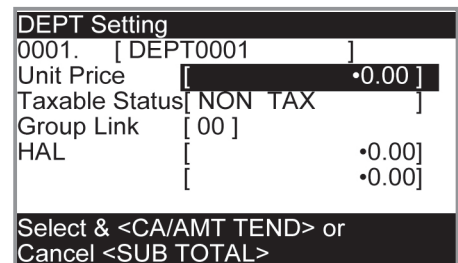 DEPT Setting
0001. [ DEPT0001 ]
Unit Price [ •0.00 ]
Taxable Status[ NON TAX ]
Group Link [ 00 ]
HAL [ •0.00]
[ •0.00]
Select & <CA/AMT TEND> or
Cancel <SUB TOTAL>